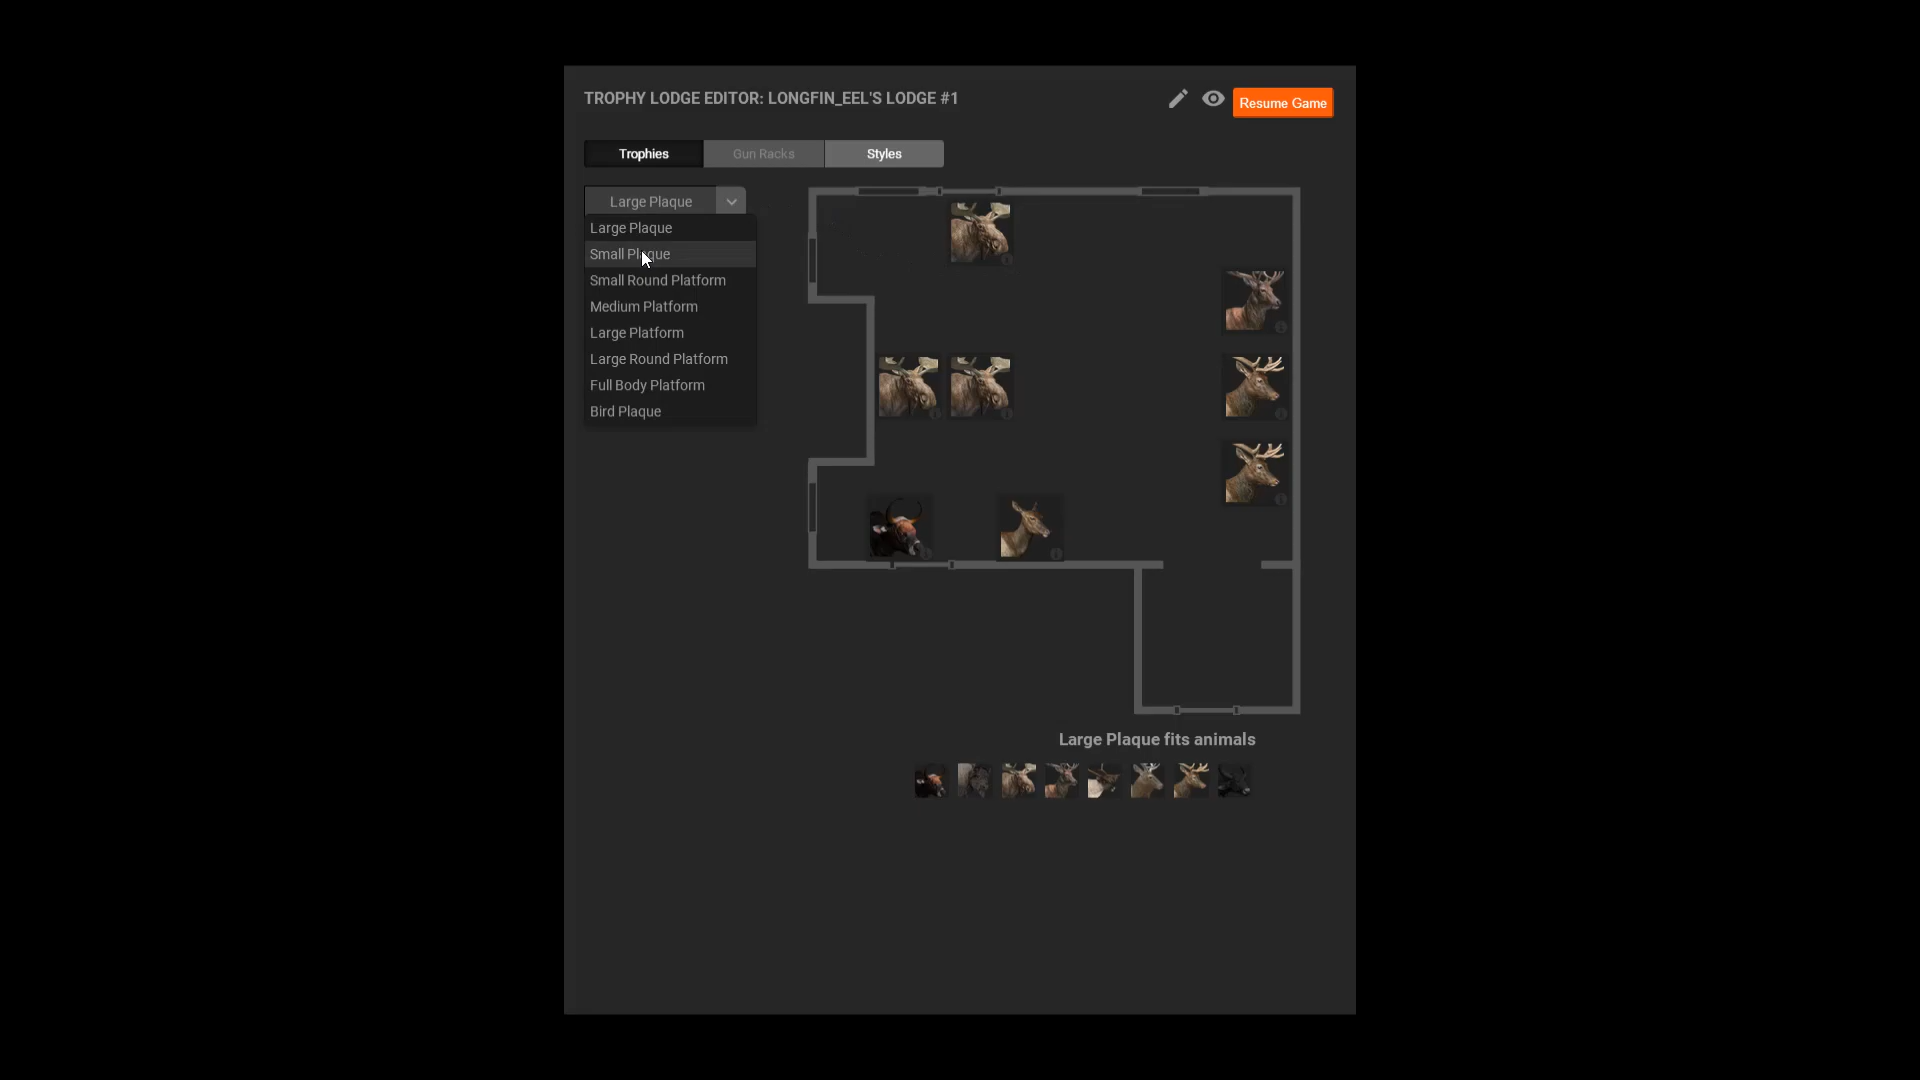 TROPHY LODGE EDITOR: LONGFIN_EEL'S LODGE #1
Resume Game
Trophies
Gun Racks
Styles
Large Plaque
Large Plaque
Small Plaque
Small Round Platform
Medium Platform
Large Platform
Large Round Platform
Full Body Platform
Bird Plaque
Large Plaque fits animals